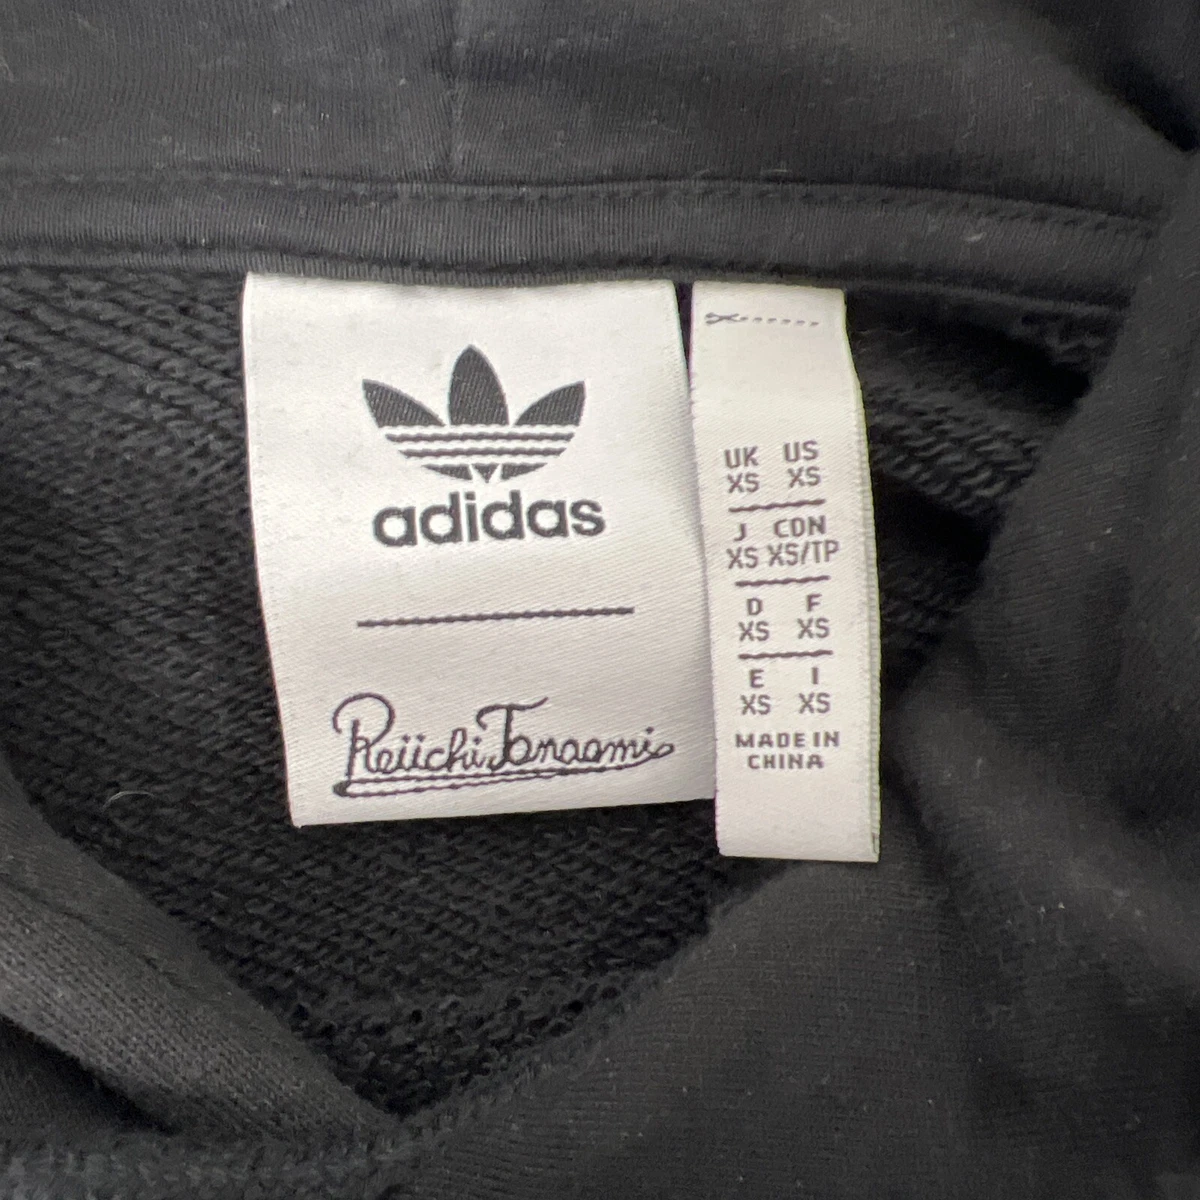 adidas
Keiichi Tanaami
UK US
XS XS
J CDN
XS XS/TP
D F
XS XS
E I
XS XS
MADE IN
CHINA